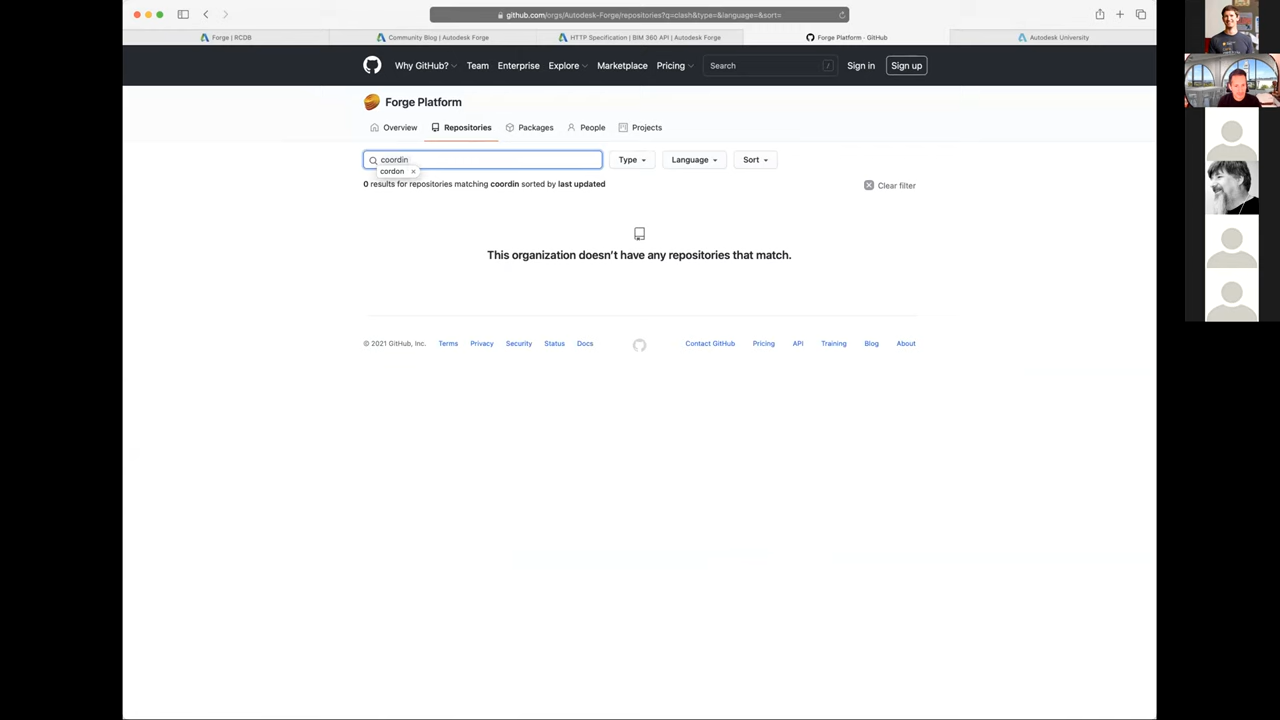 github.com/orgs/Autodesk-Forge/repositories?q=clash&type=&language=&sort=
Forge | RCDB
Community Blog | Autodesk Forge
HTTP Specification | BIM 360 API | Autodesk Forge
Forge Platform · GitHub
Autodesk University
Why GitHub?
Team
Enterprise
Explore
Marketplace
Pricing
Search
/
Sign in
Sign up
Forge Platform
Overview
Repositories
Packages
People
Projects
coordin
cordon ×
Type
Language
Sort
0 results for repositories matching coordin sorted by last updated
Clear filter
This organization doesn't have any repositories that match.
© 2021 GitHub, Inc.
Terms
Privacy
Security
Status
Docs
Contact GitHub
Pricing
API
Training
Blog
About